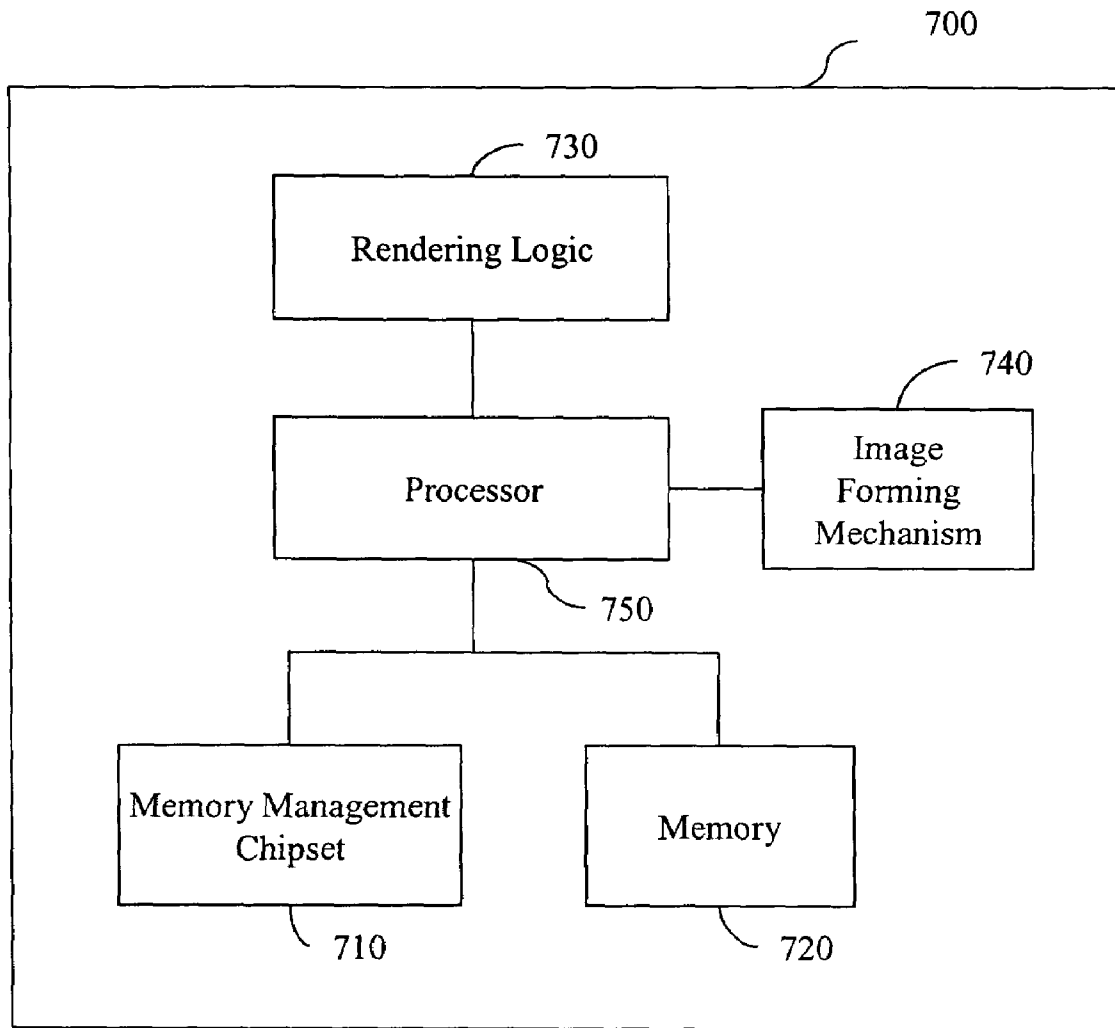 700
730
Rendering Logic
740
Image
Forming
Mechanism
Processor
750
Memory Management
Chipset
Memory
710
720